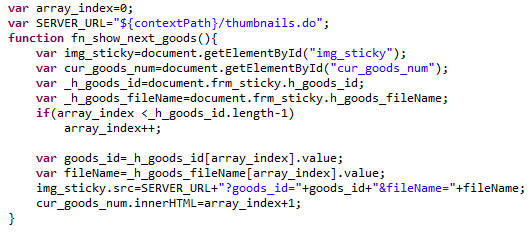 var array_index=0;
var SERVER_URL="${contextPath}/thumbnails.do";
function fn_show_next_goods(){
    var img_sticky=document.getElementById("img_sticky");
    var cur_goods_num=document.getElementById("cur_goods_num");
    var _h_goods_id=document.frm_sticky.h_goods_id;
    var _h_goods_fileName=document.frm_sticky.h_goods_fileName;
    if(array_index <_h_goods_id.length-1)
        array_index++;

    var goods_id=_h_goods_id[array_index].value;
    var fileName=_h_goods_fileName[array_index].value;
    img_sticky.src=SERVER_URL+"?goods_id="+goods_id+"&fileName="+fileName;
    cur_goods_num.innerHTML=array_index+1;
}